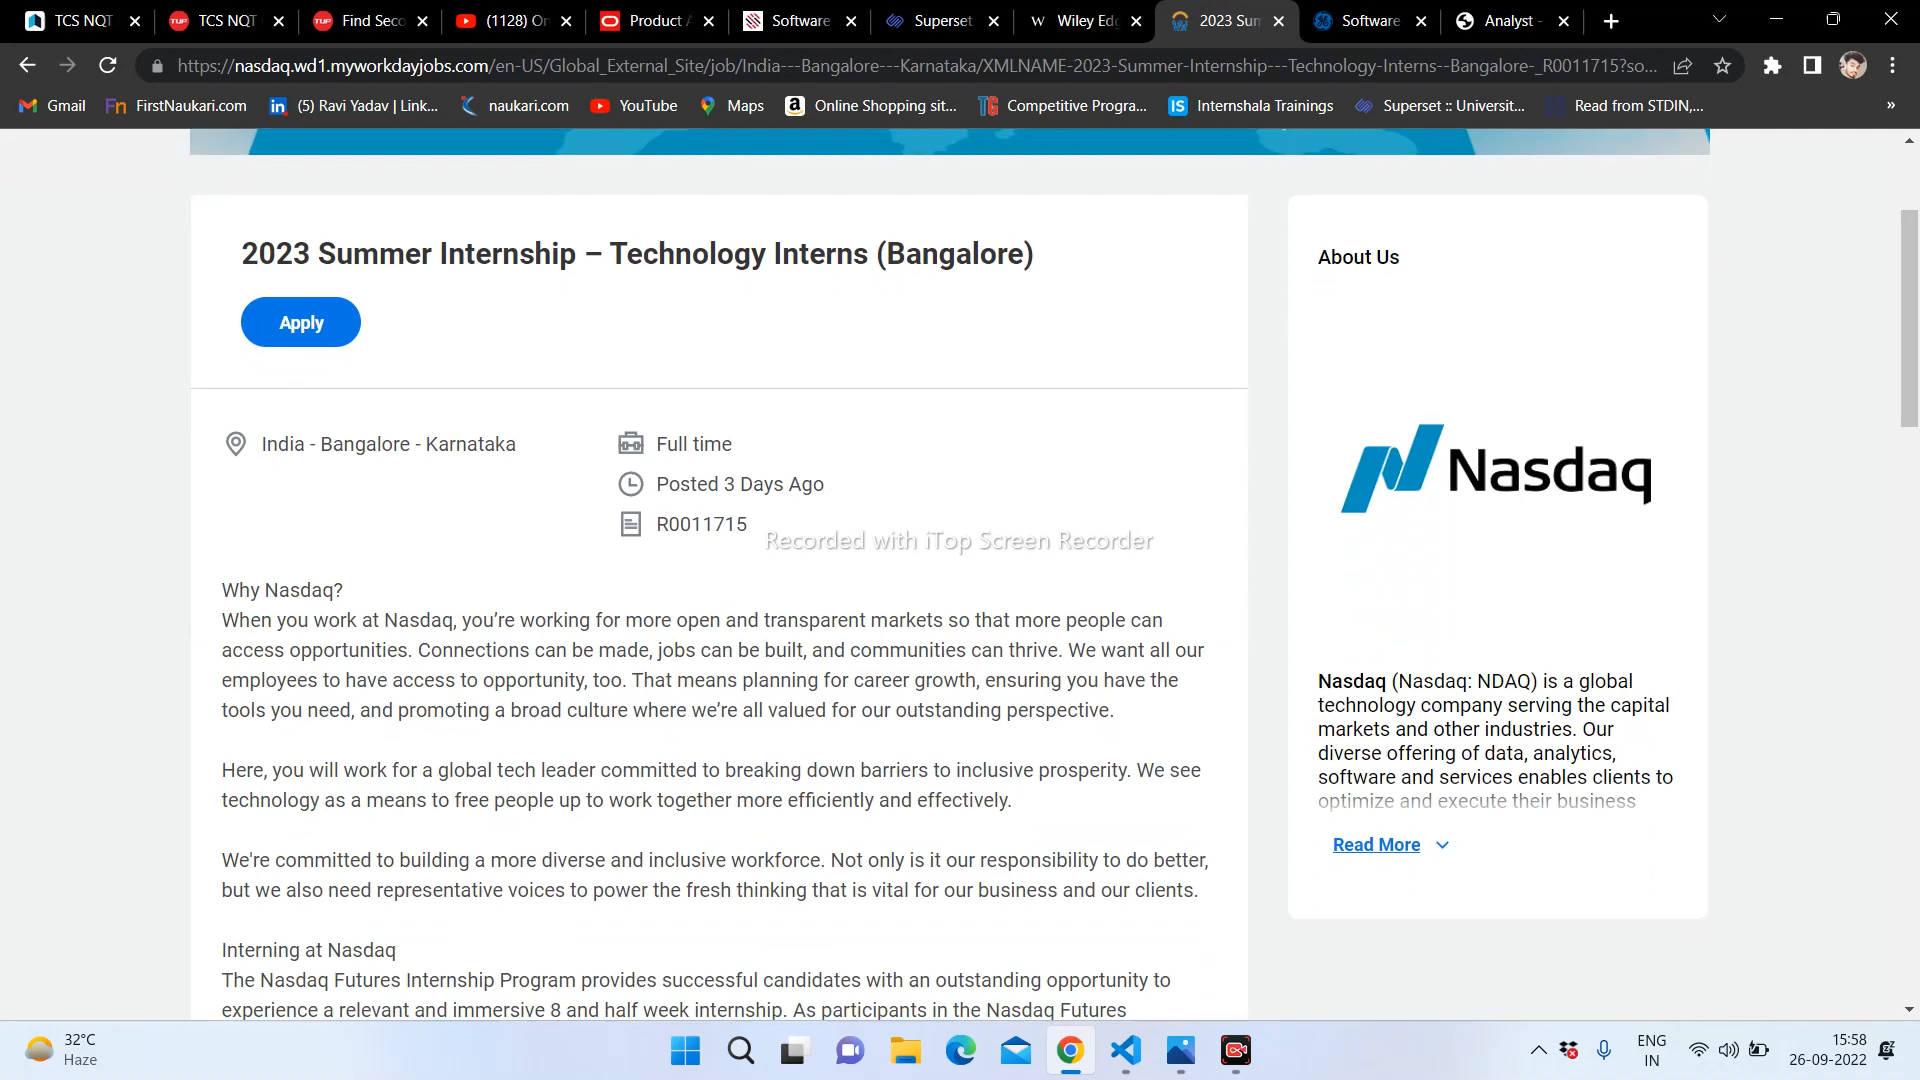 TCS NQT
TCS NQT
Find Seco
(1128) On
Product A
Software
Superset
Wiley Edg
2023 Sum
Software
Analyst -
https://nasdaq.wd1.myworkdayjobs.com/en-US/Global_External_Site/job/India---Bangalore---Karnataka/XMLNAME-2023-Summer-Internship---Technology-Interns--Bangalore-_R0011715?so...
Gmail
FirstNaukari.com
(5) Ravi Yadav | Link...
naukari.com
YouTube
Maps
Online Shopping sit...
Competitive Progra...
Internshala Trainings
Superset :: Universit...
Read from STDIN,...
»
2023 Summer Internship – Technology Interns (Bangalore)
Apply
India - Bangalore - Karnataka
Full time
Posted 3 Days Ago
R0011715
Recorded with iTop Screen Recorder
Why Nasdaq?
When you work at Nasdaq, you’re working for more open and transparent markets so that more people can
access opportunities. Connections can be made, jobs can be built, and communities can thrive. We want all our
employees to have access to opportunity, too. That means planning for career growth, ensuring you have the
tools you need, and promoting a broad culture where we’re all valued for our outstanding perspective.
Here, you will work for a global tech leader committed to breaking down barriers to inclusive prosperity. We see
technology as a means to free people up to work together more efficiently and effectively.
We're committed to building a more diverse and inclusive workforce. Not only is it our responsibility to do better,
but we also need representative voices to power the fresh thinking that is vital for our business and our clients.
Interning at Nasdaq
The Nasdaq Futures Internship Program provides successful candidates with an outstanding opportunity to
experience a relevant and immersive 8 and half week internship. As participants in the Nasdaq Futures
About Us
Nasdaq
Nasdaq (Nasdaq: NDAQ) is a global
technology company serving the capital
markets and other industries. Our
diverse offering of data, analytics,
software and services enables clients to
optimize and execute their business
Read More
32°C
Haze
ENG
IN
15:58
26-09-2022